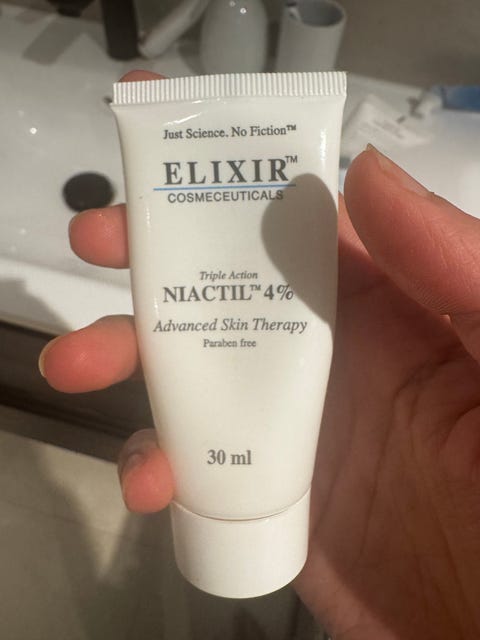 Just Science. No Fiction™
ELIXIR™
COSMECEUTICALS
Triple Action
NIACTIL™ 4%
Advanced Skin Therapy
Paraben free
30 ml